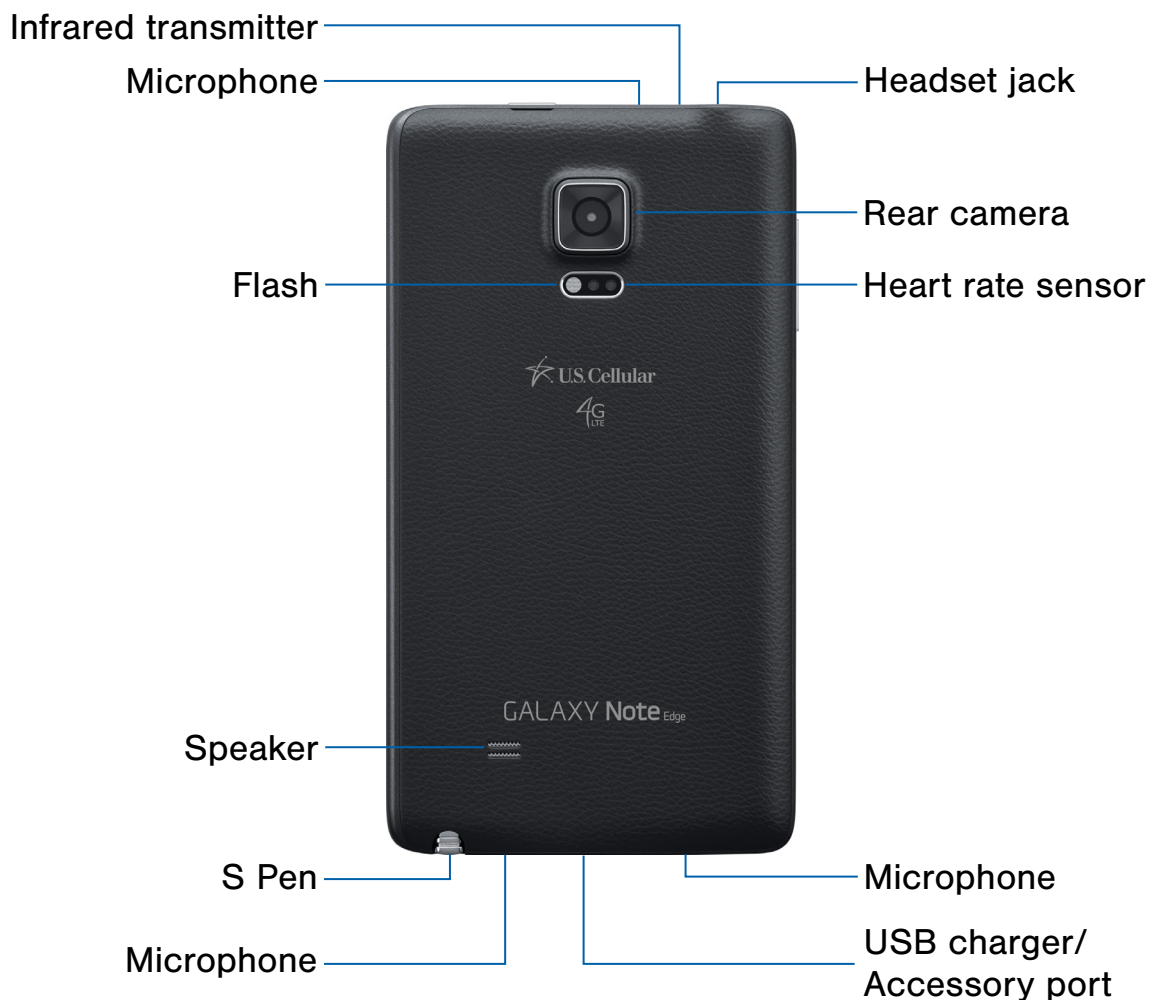 Infrared transmitter
Microphone
Headset jack
Rear camera
Flash
Heart rate sensor
U.S. Cellular
4G
LTE
GALAXY Note Edge
Speaker
S Pen
Microphone
Microphone
USB charger/
Accessory port